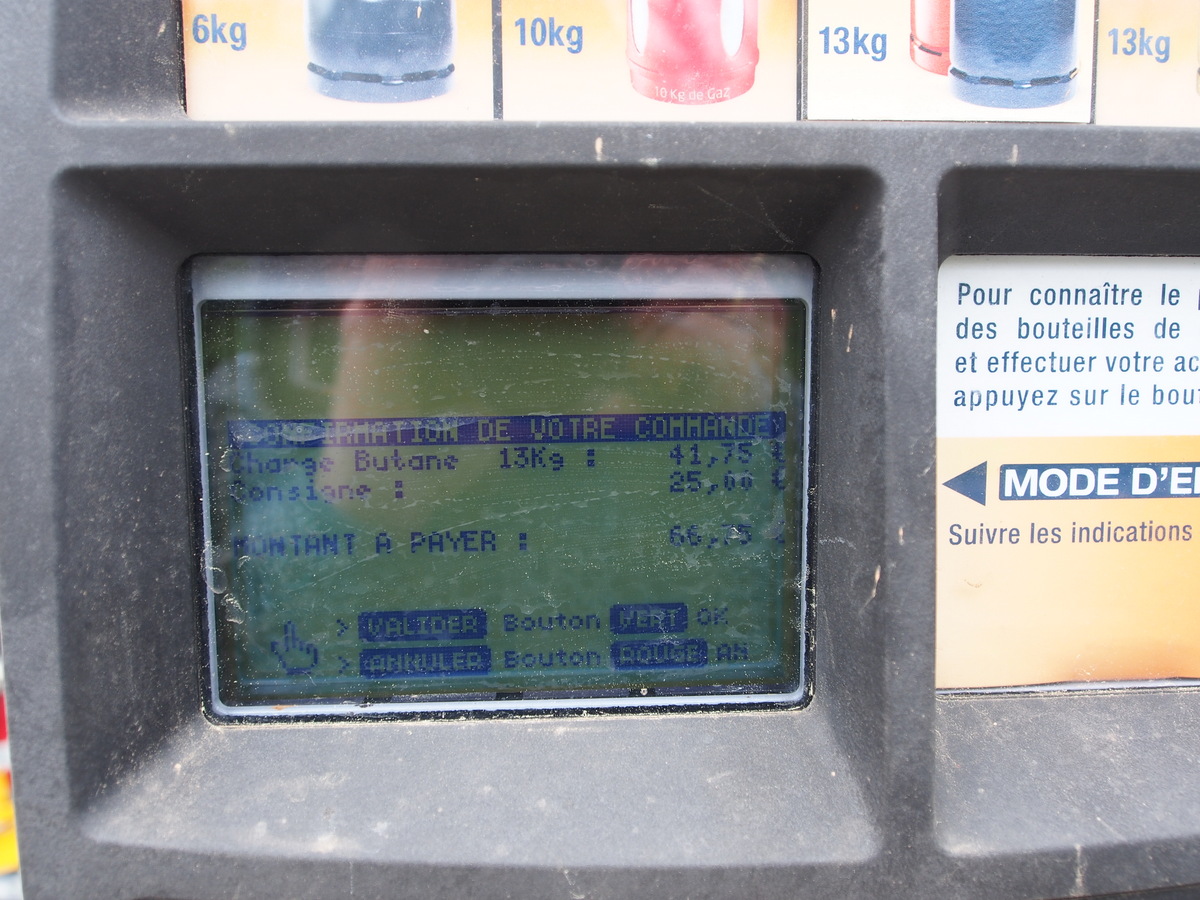 6kg
10kg
13kg
13kg
10 Kg de Gaz
CONFIRMATION DE VOTRE COMMANDE
Charge Butane 13Kg : 41,75 €
Consigne : 25,00 €
MONTANT A PAYER : 66,75 €
> VALIDER Bouton VERT OK
> ANNULER Bouton ROUGE AN
Pour connaître le
des bouteilles de
et effectuer votre ac
appuyez sur le bout
MODE D'E
Suivre les indications